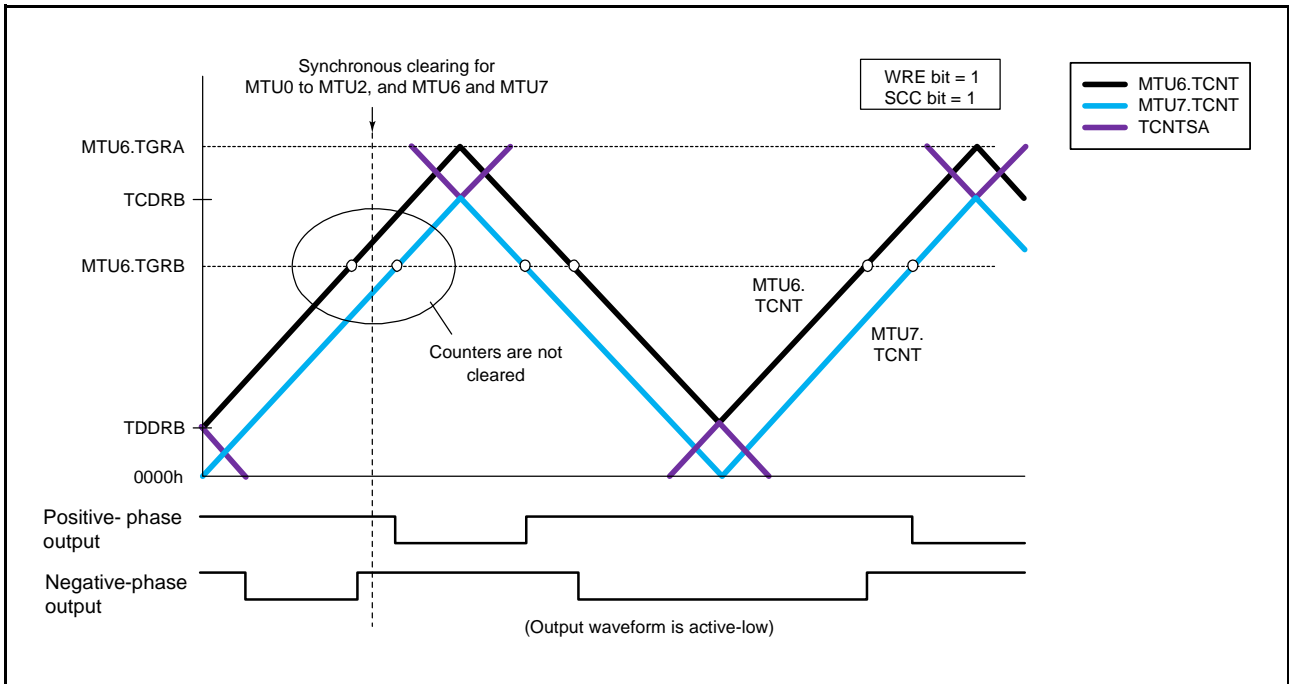 Synchronous clearing for
MTU0 to MTU2, and MTU6 and MTU7
WRE bit = 1
SCC bit = 1
MTU6.TCNT
MTU7.TCNT
TCNTSA
MTU6.TGRA
TCDRB
MTU6.TGRB
TDDRB
0000h
MTU6.
TCNT
MTU7.
TCNT
Counters are not
cleared
Positive- phase
output
Negative-phase
output
(Output waveform is active-low)